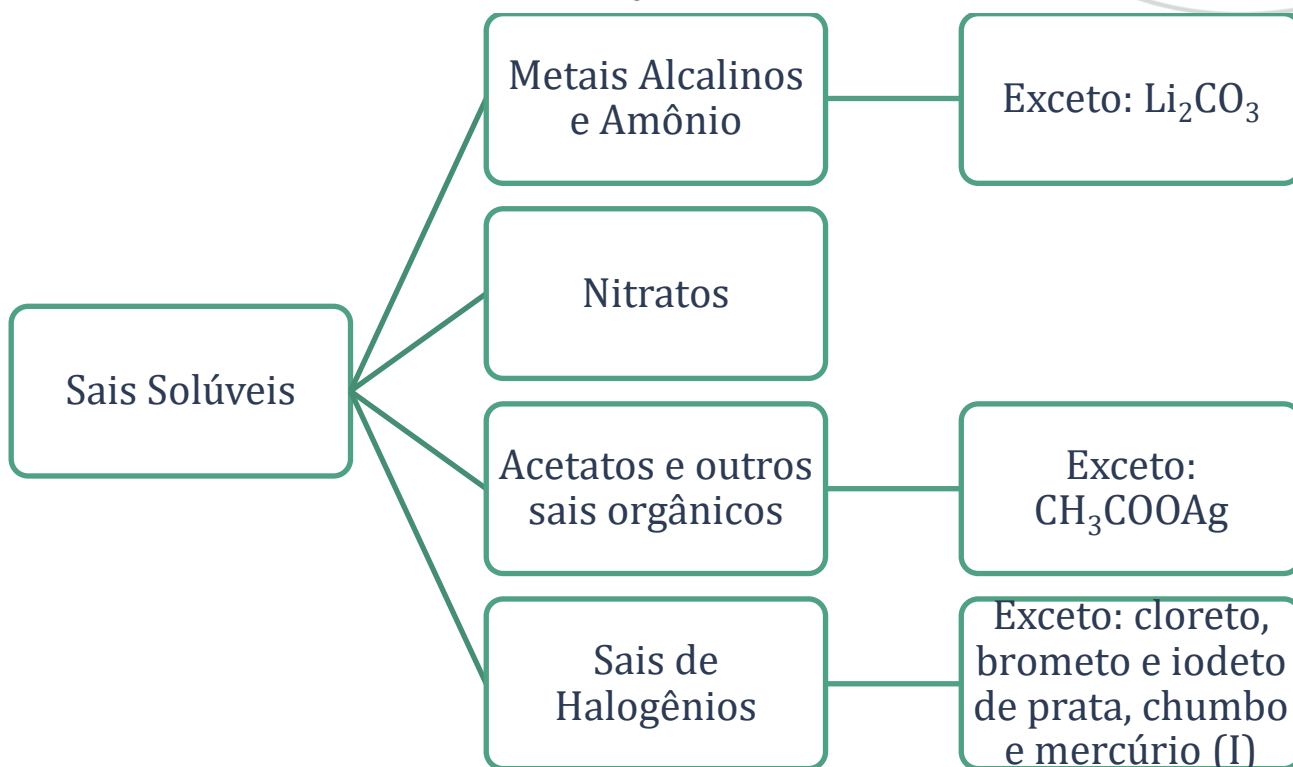 Metais Alcalinos
e Amônio
Exceto: Li₂CO₃
Nitratos
Sais Solúveis
Acetatos e outros
sais orgânicos
Exceto:
CH₃COOAg
Sais de
Halogênios
Exceto: cloreto,
brometo e iodeto
de prata, chumbo
e mercúrio (I)